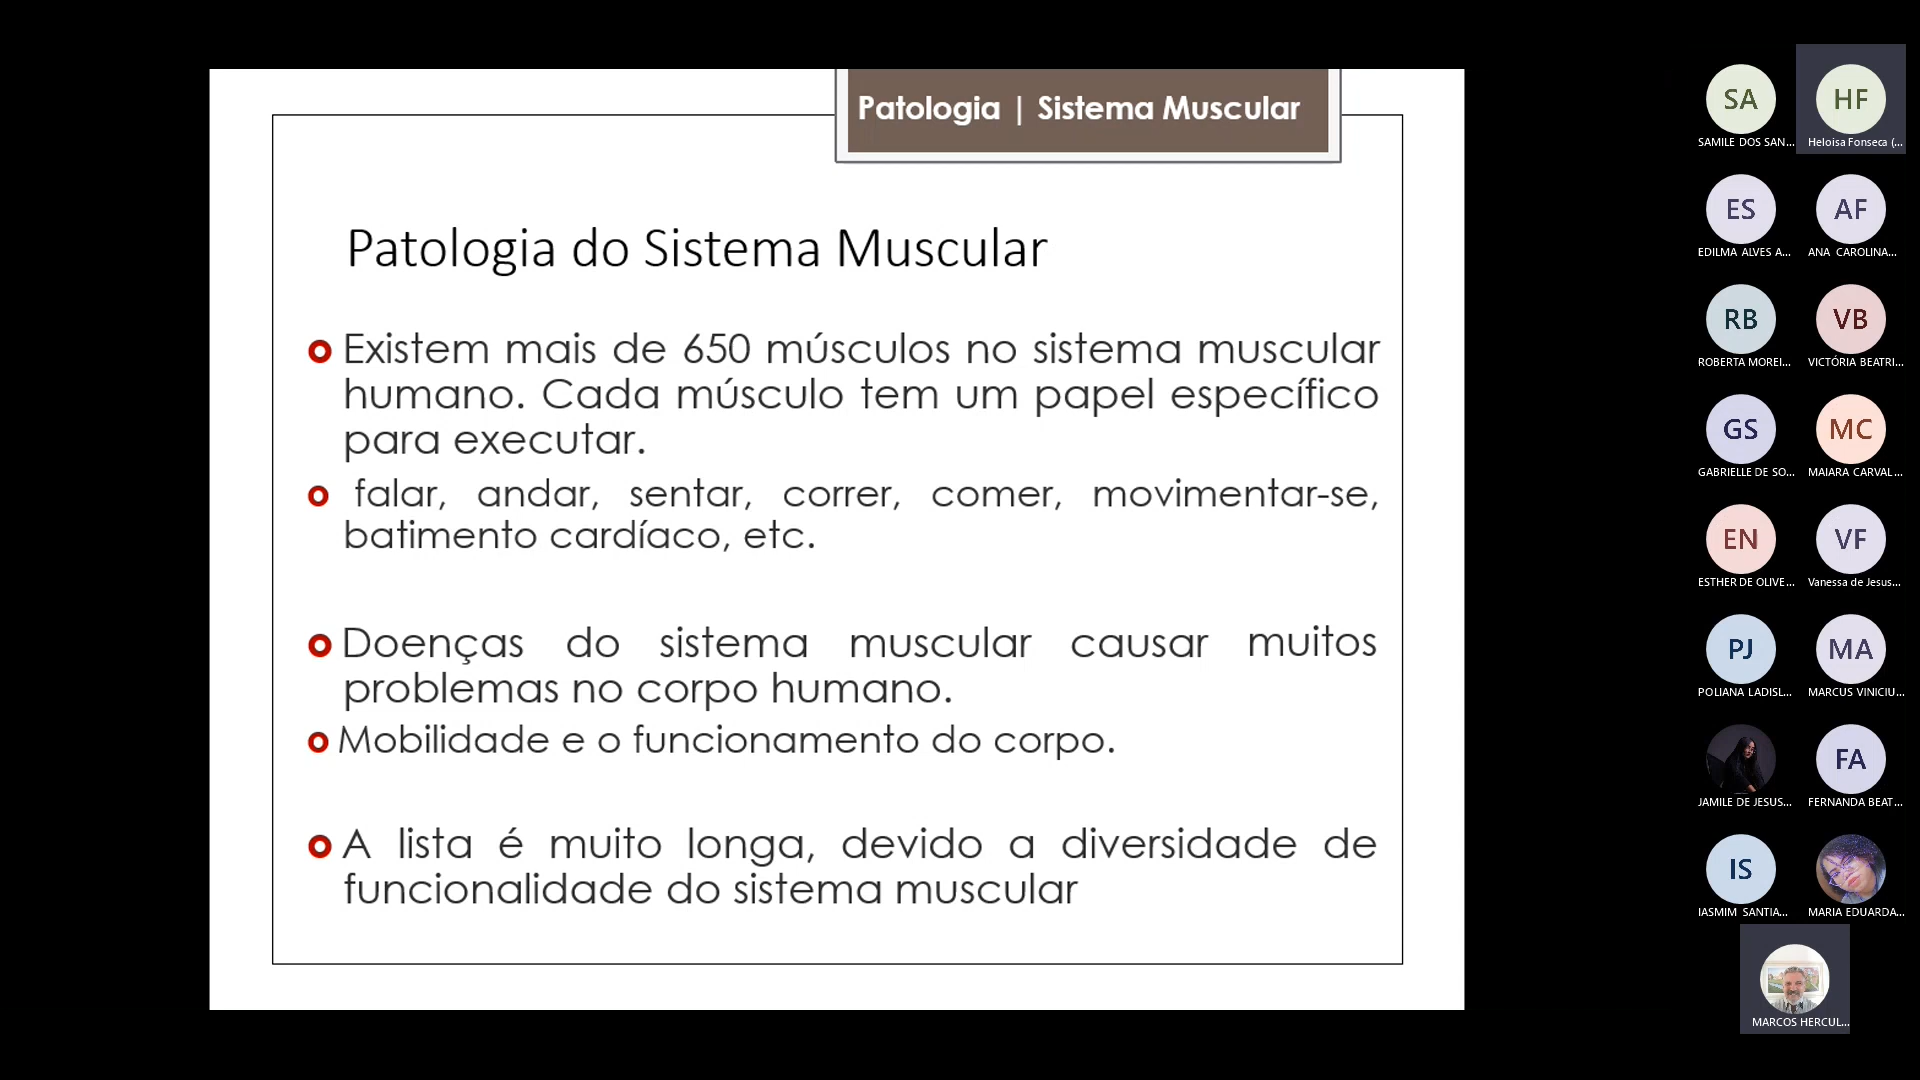 Patologia | Sistema Muscular
Patologia do Sistema Muscular
Existem mais de 650 músculos no sistema muscular
humano. Cada músculo tem um papel específico
para executar.
falar, andar, sentar, correr, comer, movimentar-se,
batimento cardíaco, etc.
Doenças do sistema muscular causar muitos
problemas no corpo humano.
Mobilidade e o funcionamento do corpo.
A lista é muito longa, devido a diversidade de
funcionalidade do sistema muscular
SA
HF
SAMILE DOS SAN...
Heloisa Fonseca (...
ES
AF
EDILMA ALVES A...
ANA CAROLINA...
RB
VB
ROBERTA MOREI...
VICTÓRIA BEATRI...
GS
MC
GABRIELLE DE SO...
MAIARA CARVAL...
EN
VF
ESTHER DE OLIVE...
Vanessa de Jesus...
PJ
MA
POLIANA LADISL...
MARCUS VINICIU...
FA
JAMILE DE JESUS...
FERNANDA BEAT...
IS
IASMIM SANTIA...
MARIA EDUARDA...
MARCOS HERCUL...